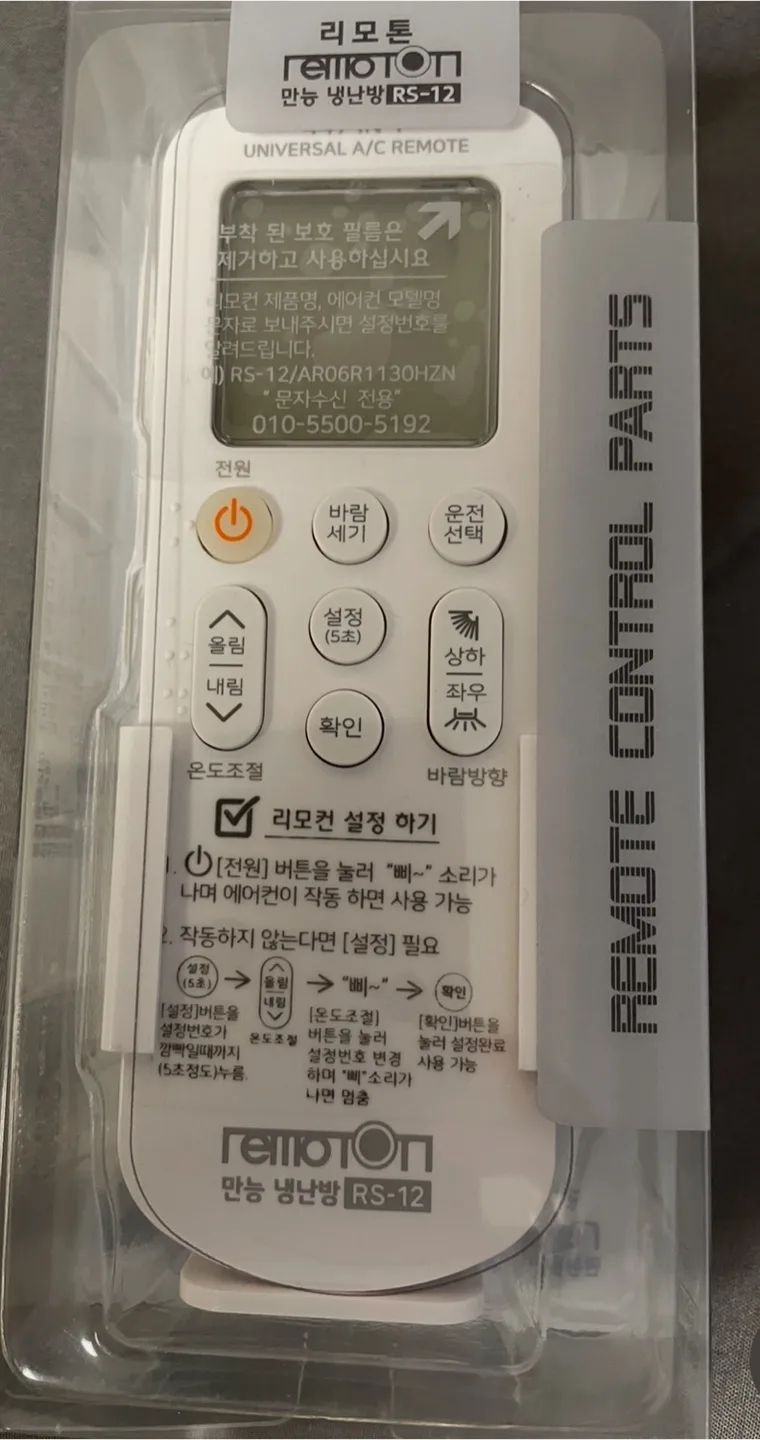 리모톤
remoTon
만능 냉난방 RS-12
UNIVERSAL A/C REMOTE
부착 된 보호 필름은
제거하고 사용하십시요
리모컨 제품명, 에어컨 모델명
문자로 보내주시면 설정번호를
알려드립니다.
예) RS-12/AR06R1130HZN
"문자수신 전용"
010-5500-5192
전원
바람
세기
운전
선택
올림
내림
온도조절
설정
(5초)
확인
상하
좌우
바람방향
리모컨 설정 하기
1. [전원] 버튼을 눌러 "삐~" 소리가
나며 에어컨이 작동 하면 사용 가능
2. 작동하지 않는다면 [설정] 필요
설정
(5초)
→
올림
내림
온도조절
→ "삐~" →
확인
[설정]버튼을
설정번호가
깜빡일때까지
(5초정도)누름.
[온도조절]
버튼을 눌러
설정번호 변경
하며 "삐"소리가
나면 멈춤
[확인]버튼을
눌러 설정완료
사용 가능
remoTon
만능 냉난방 RS-12
REMOTE CONTROL PARTS